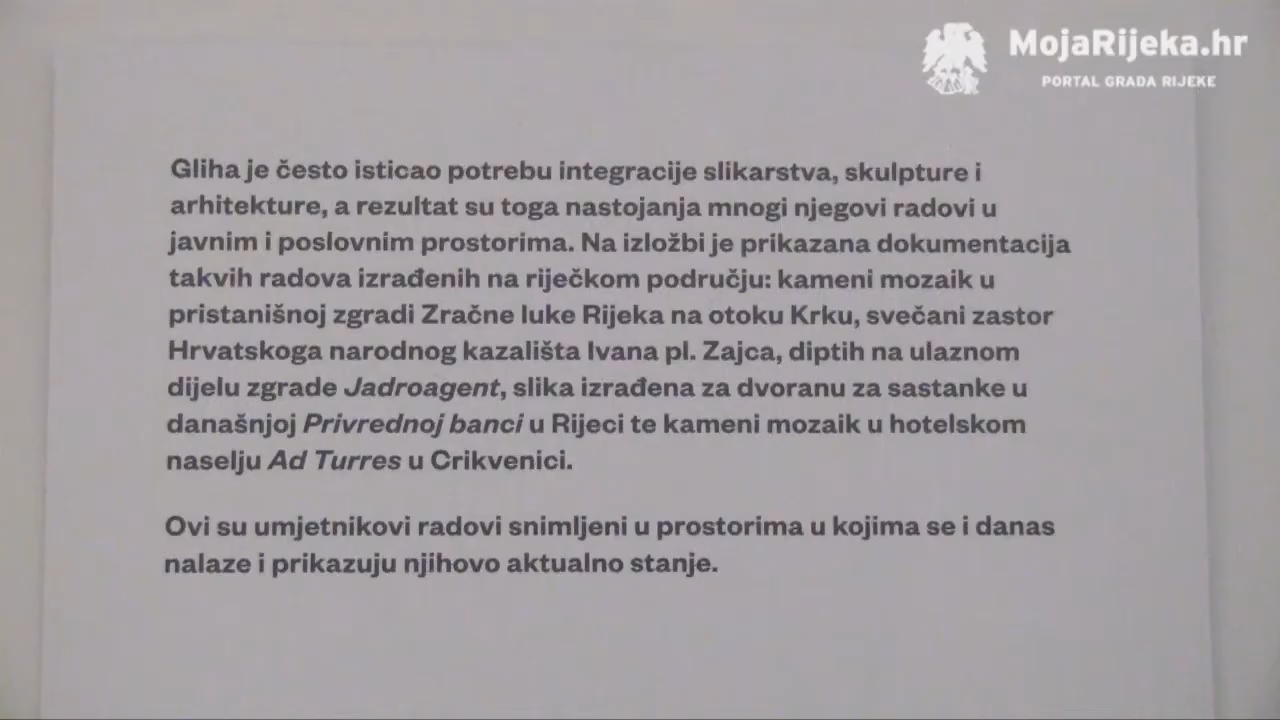 MojaRijeka.hr
PORTAL GRADA RIJEKE
Gliha je često isticao potrebu integracije slikarstva, skulpture i
arhitekture, a rezultat su toga nastojanja mnogi njegovi radovi u
javnim i poslovnim prostorima. Na izložbi je prikazana dokumentacija
takvih radova izrađenih na riječkom području: kameni mozaik u
pristanišnoj zgradi Zračne luke Rijeka na otoku Krku, svečani zastor
Hrvatskoga narodnog kazališta Ivana pl. Zajca, diptih na ulaznom
dijelu zgrade Jadroagent, slika izrađena za dvoranu za sastanke u
današnjoj Privrednoj banci u Rijeci te kameni mozaik u hotelskom
naselju Ad Turres u Crikvenici.
Ovi su umjetnikovi radovi snimljeni u prostorima u kojima se i danas
nalaze i prikazuju njihovo aktualno stanje.